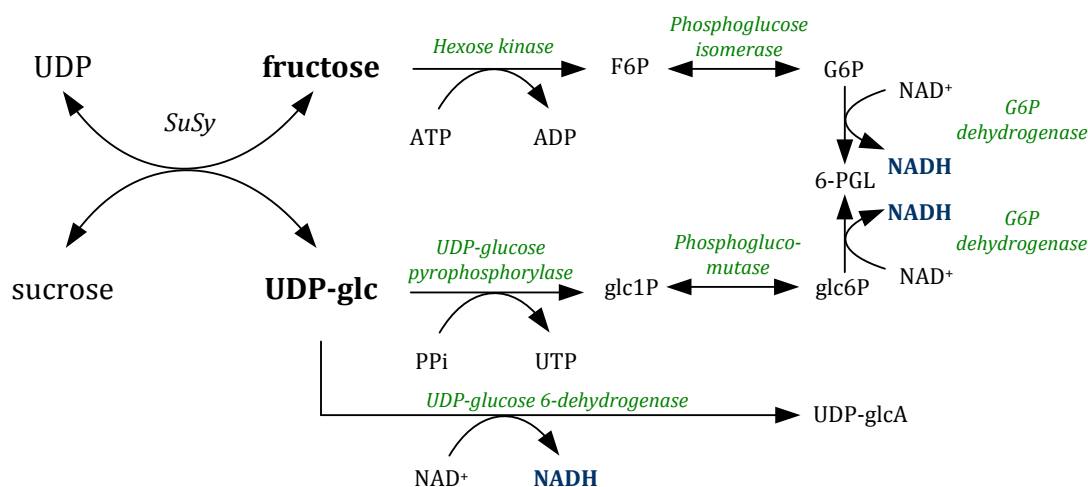 Hexose kinase
Phosphoglucose
isomerase
UDP
fructose
F6P
G6P
NAD+
SuSy
ATP
ADP
G6P
dehydrogenase
NADH
6-PGL
NADH
UDP-glucose
pyrophosphorylase
Phosphogluco-
mutase
G6P
dehydrogenase
sucrose
UDP-glc
glc1P
glc6P
NAD+
PPi
UTP
UDP-glucose 6-dehydrogenase
UDP-glcA
NAD+
NADH